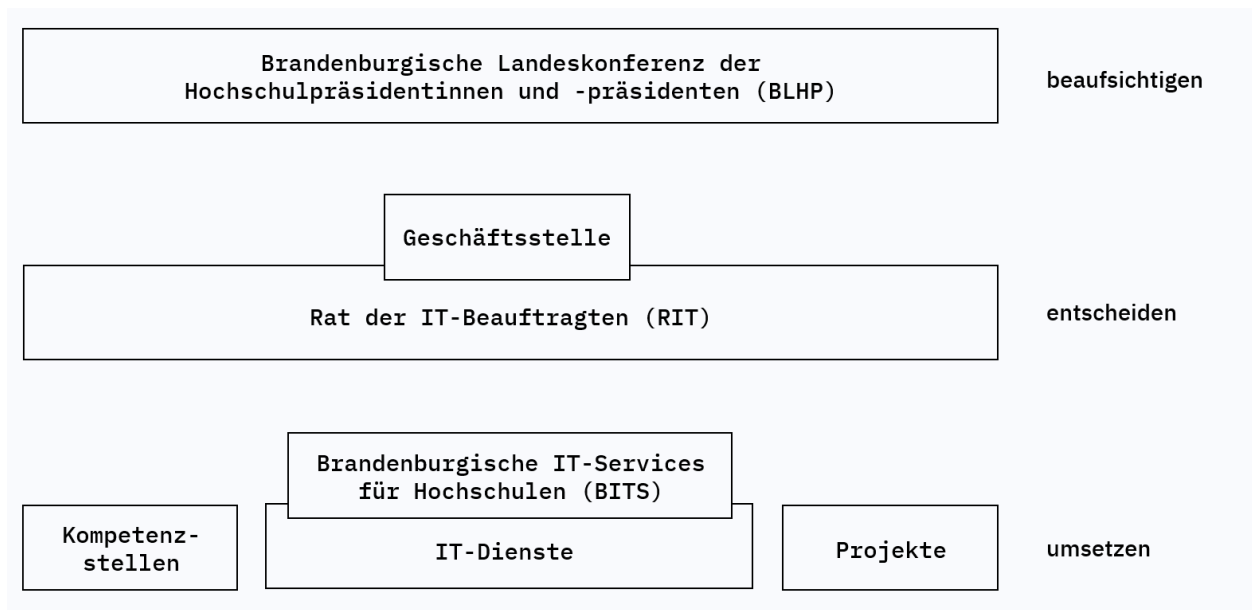 Brandenburgische Landeskonferenz der
Hochschulpräsidentinnen und -präsidenten (BLHP)
beaufsichtigen
Geschäftsstelle
Rat der IT-Beauftragten (RIT)
entscheiden
Brandenburgische IT-Services
für Hochschulen (BITS)
Kompetenz-
stellen
IT-Dienste
Projekte
umsetzen